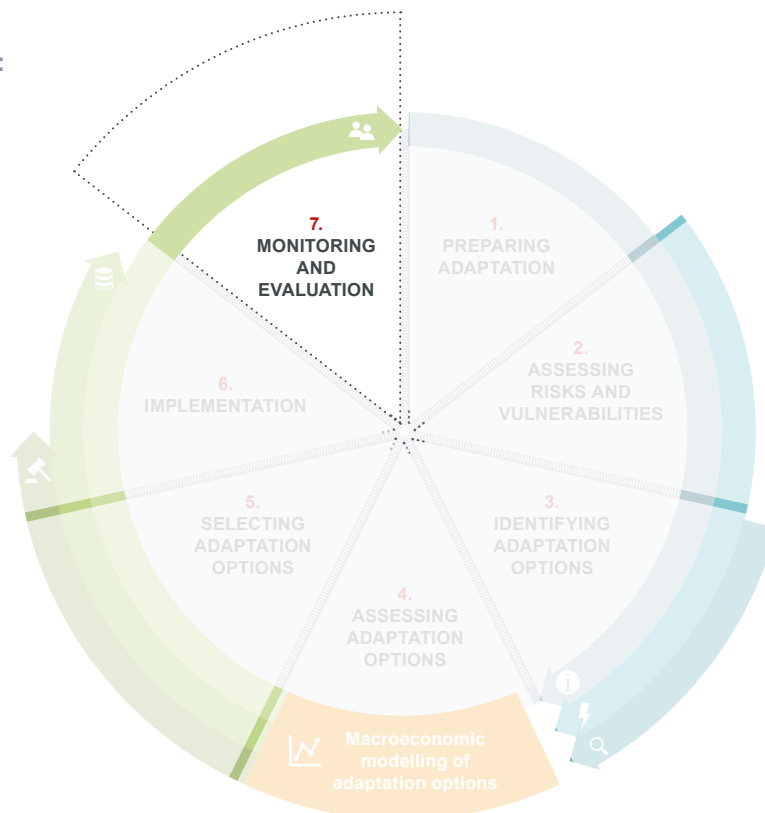 :
7.
MONITORING
AND
EVALUATION
1.
PREPARING
ADAPTATION
2.
ASSESSING
RISKS AND
VULNERABILITIES
3.
IDENTIFYING
ADAPTATION
OPTIONS
4.
ASSESSING
ADAPTATION
OPTIONS
5.
SELECTING
ADAPTATION
OPTIONS
6.
IMPLEMENTATION
Macroeconomic
modelling of
adaptation options
i